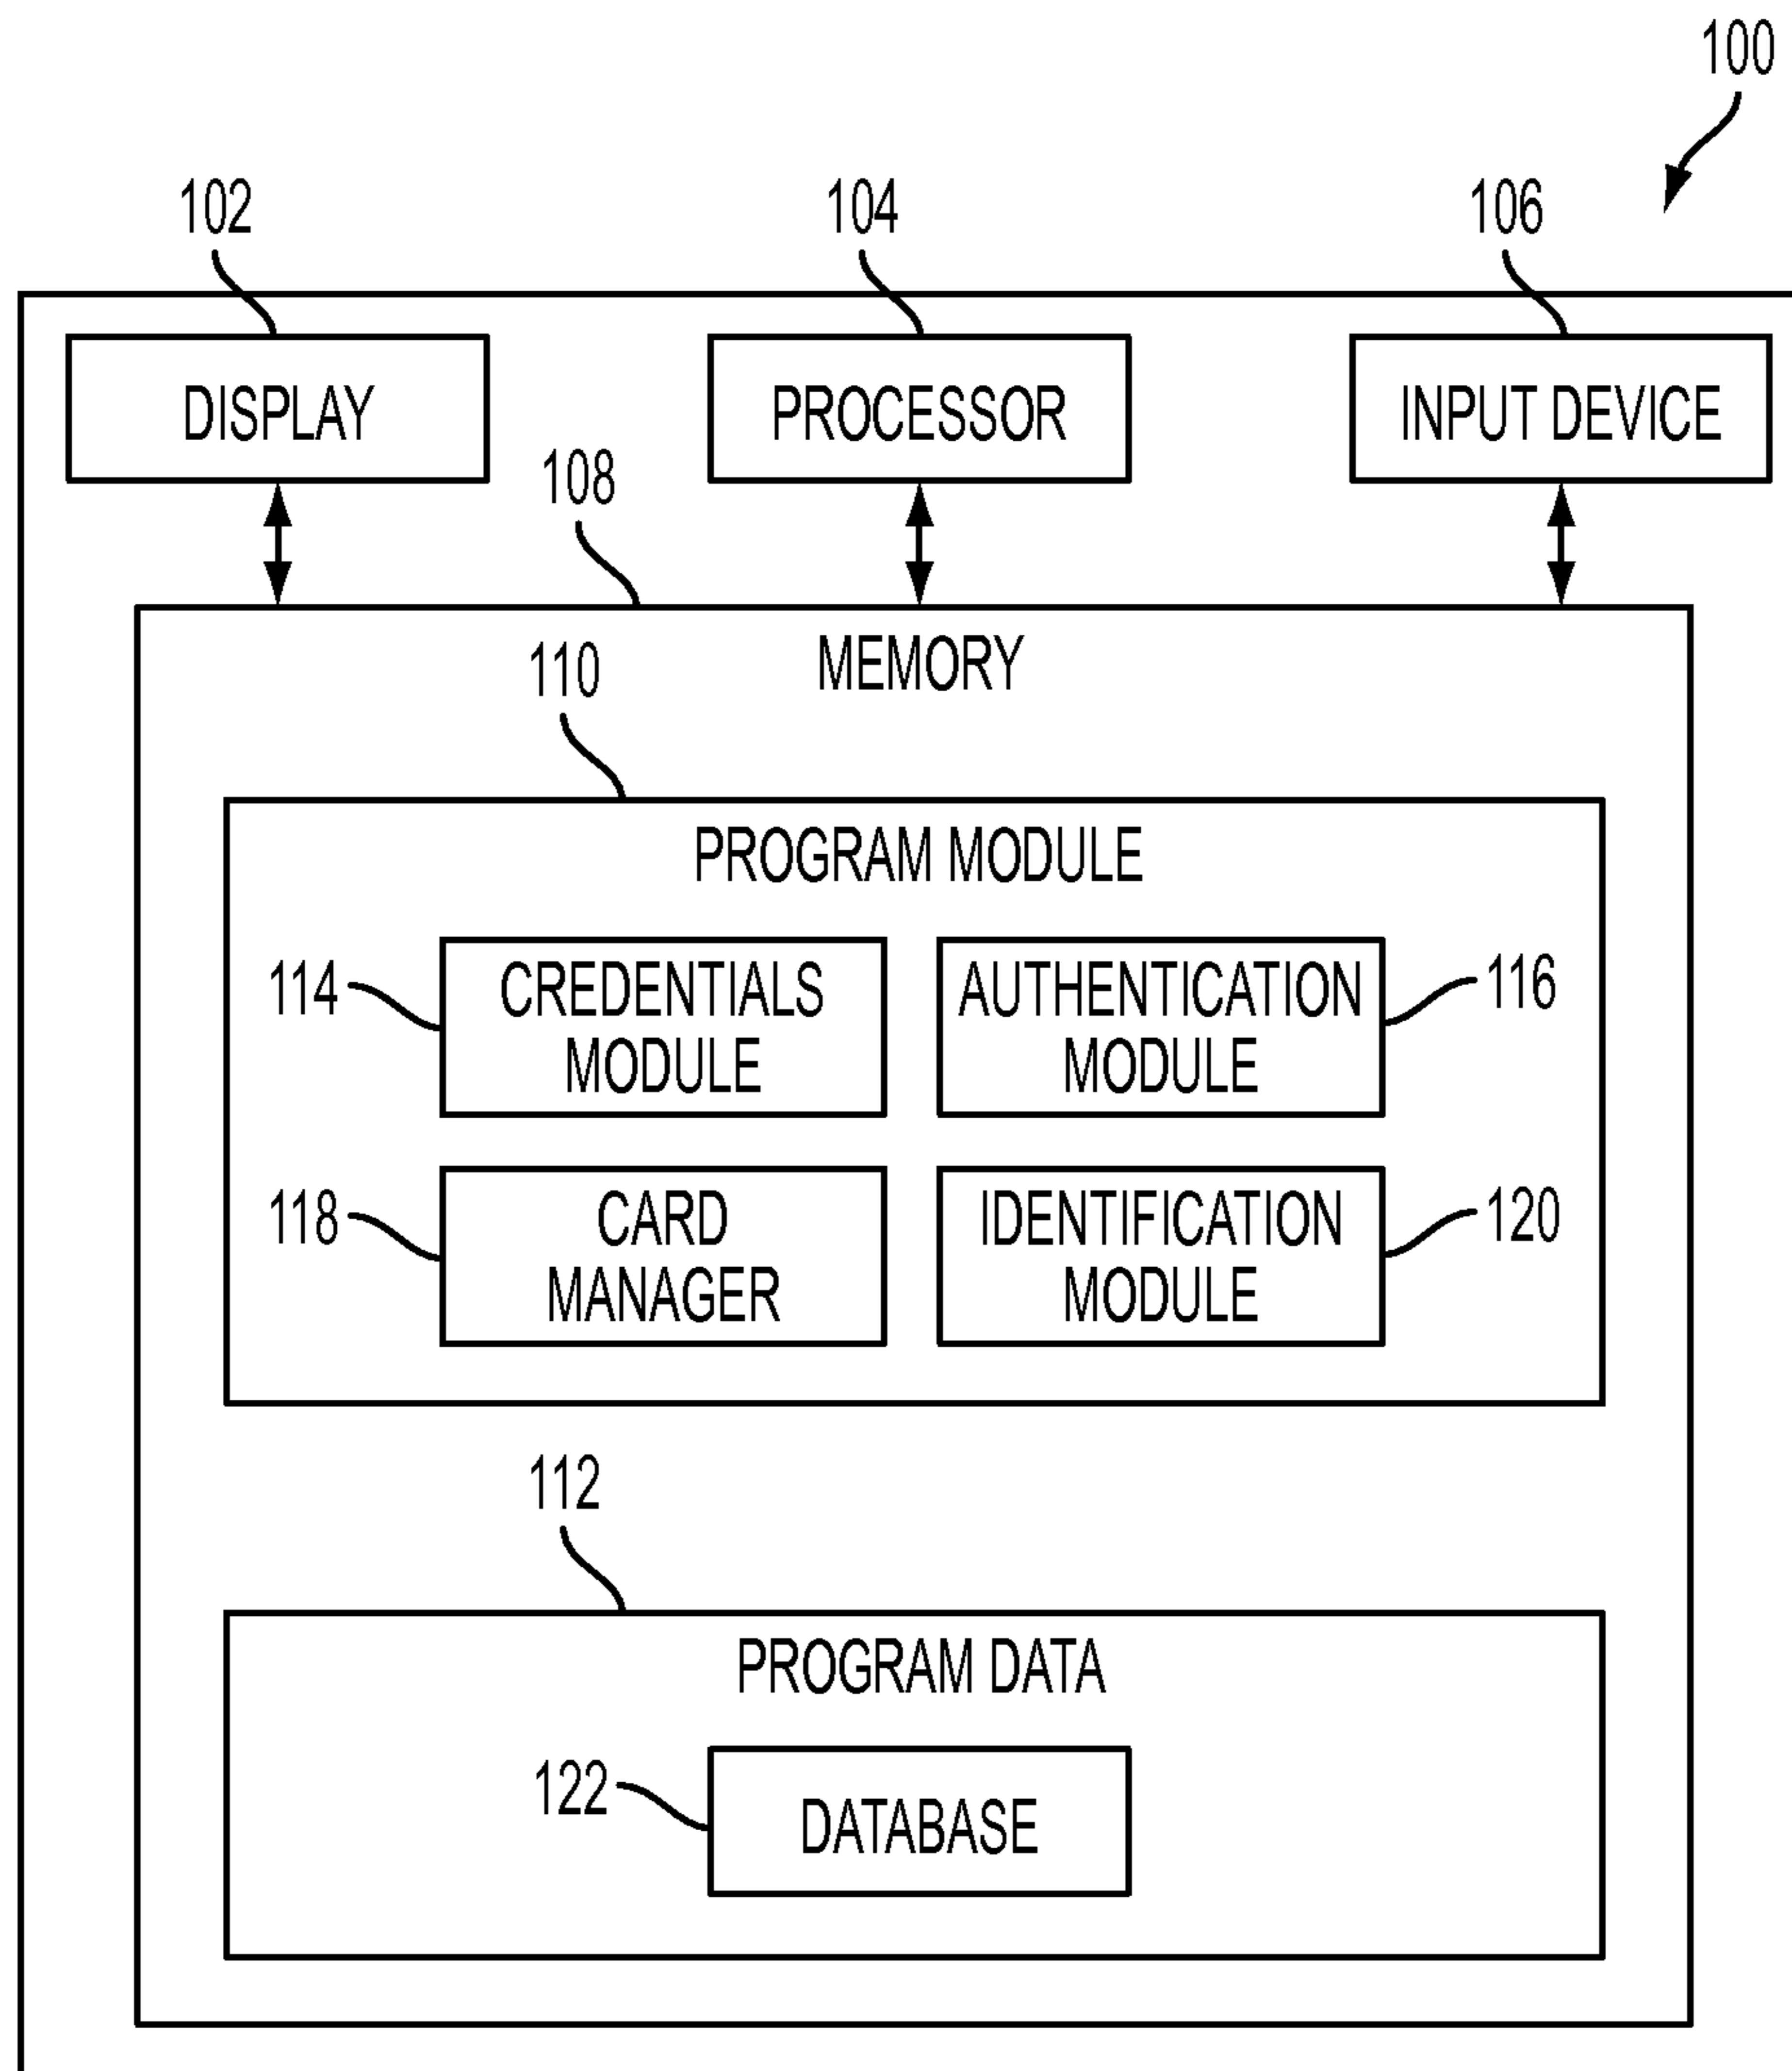 100
102
104
106
DISPLAY
PROCESSOR
INPUT DEVICE
108
MEMORY
110
PROGRAM MODULE
114
CREDENTIALS
MODULE
AUTHENTICATION
MODULE
116
118
CARD
MANAGER
IDENTIFICATION
MODULE
120
112
PROGRAM DATA
122
DATABASE